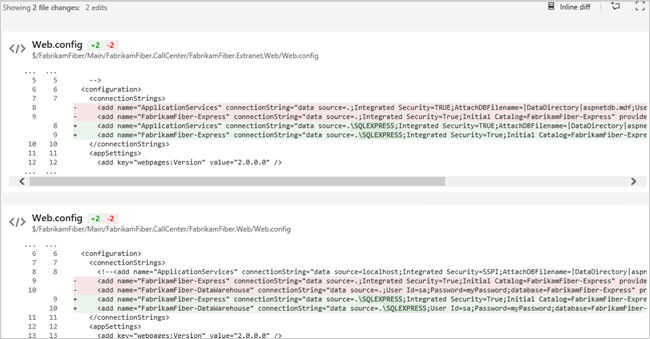 Showing 2 file changes: 2 edits
Inline diff
Web.config +2 -2
$/FabrikamFiber/Main/FabrikamFiber.CallCenter/FabrikamFiber.Extranet.Web/Web.config
... ...
5 5 -->
6 6 <configuration>
7 7 <connectionStrings>
8 - <add name="ApplicationServices" connectionString="data source=.;Integrated Security=TRUE;AttachDBFilename=|DataDirectory|aspnetdb.mdf;Use
9 - <add name="FabrikamFiber-Express" connectionString="data source=.;Integrated Security=True;Initial Catalog=FabrikamFiber-Express" provide
8 + <add name="ApplicationServices" connectionString="data source=.\SQLEXPRESS;Integrated Security=TRUE;AttachDBFilename=|DataDirectory|aspne
9 + <add name="FabrikamFiber-Express" connectionString="data source=.\SQLEXPRESS;Integrated Security=True;Initial Catalog=FabrikamFiber-Expre
10 10 </connectionStrings>
11 11 <appSettings>
12 12 <add key="webpages:Version" value="2.0.0.0" />
... ...
Web.config +2 -2
$/FabrikamFiber/Main/FabrikamFiber.CallCenter/FabrikamFiber.Web/Web.config
... ...
6 6 <configuration>
7 7 <connectionStrings>
8 8 <!--<add name="ApplicationServices" connectionString="data source=localhost;Integrated Security=SSPI;AttachDBFilename=|DataDirectory|aspn
9 - <add name="FabrikamFiber-Express" connectionString="data source=.;Integrated Security=True;Initial Catalog=FabrikamFiber-Express" provide
10 - <add name="FabrikamFiber-DataWarehouse" connectionString="data source=.;User Id=sa;Password=myPassword;database=FabrikamFiber-Express" p
9 + <add name="FabrikamFiber-Express" connectionString="data source=.\SQLEXPRESS;Integrated Security=True;Initial Catalog=FabrikamFiber-Expre
10 + <add name="FabrikamFiber-DataWarehouse" connectionString="data source=.\SQLEXPRESS;User Id=sa;Password=myPassword;database=FabrikamFiber-
11 11 </connectionStrings>
12 12 <appSettings>
13 13 <add key="webpages:Version" value="2.0.0.0" />